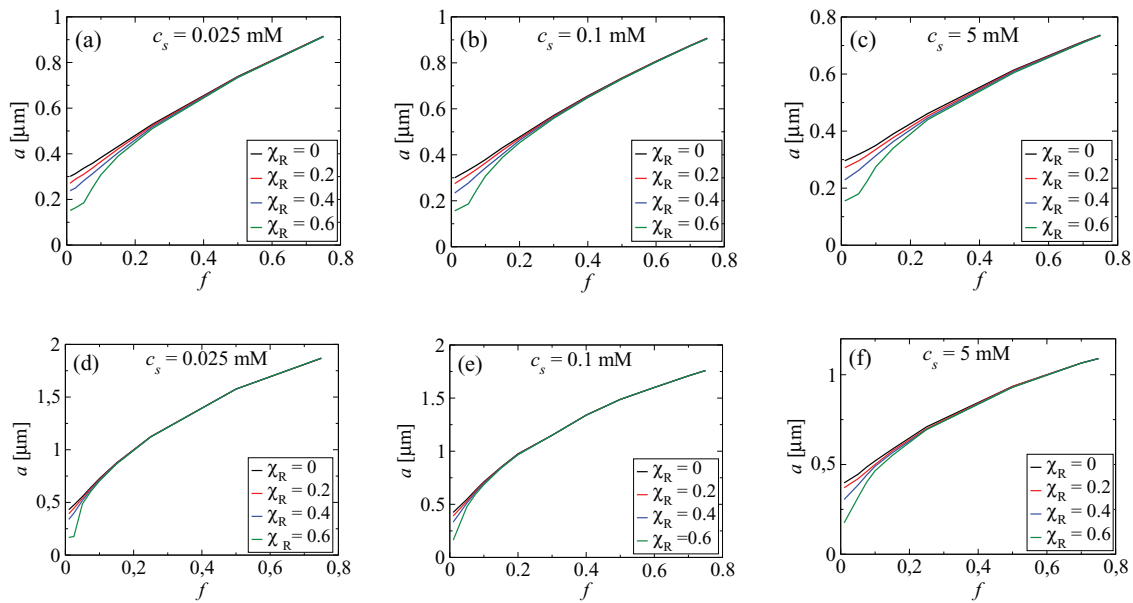 (a) c_s = 0.025 mM
a [µm]
1
0.8
0.6
0.4
0.2
0
χ_R = 0
χ_R = 0.2
χ_R = 0.4
χ_R = 0.6
0 0.2 0.4 0.6 0.8
f
(b) c_s = 0.1 mM
a [µm]
1
0.8
0.6
0.4
0.2
0
χ_R = 0
χ_R = 0.2
χ_R = 0.4
χ_R = 0.6
0 0.2 0.4 0.6 0.8
f
(c) c_s = 5 mM
a [µm]
0.8
0.6
0.4
0.2
0
χ_R = 0
χ_R = 0.2
χ_R = 0.4
χ_R = 0.6
0 0.2 0.4 0.6 0.8
f
(d) c_s = 0.025 mM
a [µm]
2
1,5
1
0.5
0
χ_R = 0
χ_R = 0.2
χ_R = 0.4
χ_R = 0.6
0 0,2 0,4 0,6 0,8
f
(e) c_s = 0.1 mM
a [µm]
2
1.5
1
0.5
0
χ_R = 0
χ_R = 0.2
χ_R = 0.4
χ_R =0.6
0 0.2 0.4 0.6 0.8
f
(f) c_s = 5 mM
a [µm]
1
0.5
0
χ_R = 0
χ_R = 0.2
χ_R = 0.4
χ_R = 0.6
0 0,2 0.4 0,6 0,8
f